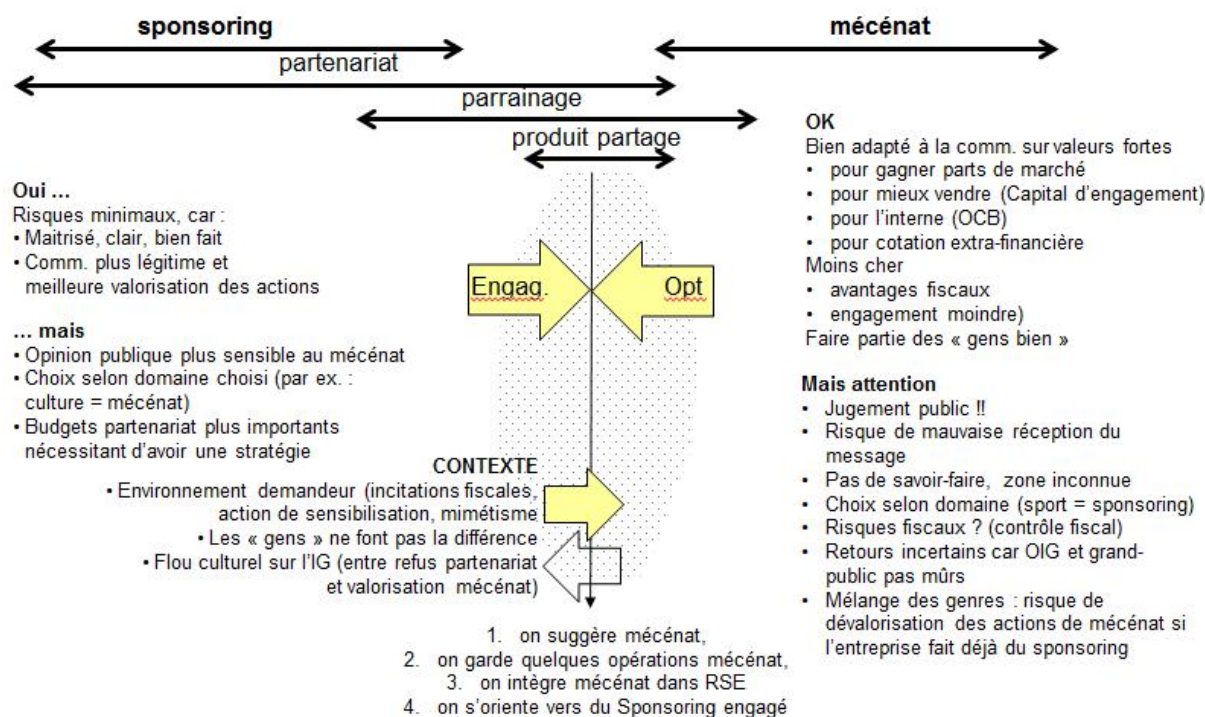 sponsoring
mécénat
partenariat
parrainage
produit partage
Oui ...
Risques minimaux, car :
• Maitrisé, clair, bien fait
• Comm. plus légitime et
meilleure valorisation des actions
... mais
• Opinion publique plus sensible au mécénat
• Choix selon domaine choisi (par ex. :
culture = mécénat)
• Budgets partenariat plus importants
nécessitant d'avoir une stratégie
Engag.
Opt
OK
Bien adapté à la comm. sur valeurs fortes
• pour gagner parts de marché
• pour mieux vendre (Capital d'engagement)
• pour l'interne (OCB)
• pour cotation extra-financière
Moins cher
• avantages fiscaux
• engagement moindre)
Faire partie des « gens bien »
Mais attention
• Jugement public !!
• Risque de mauvaise réception du
message
• Pas de savoir-faire, zone inconnue
• Choix selon domaine (sport = sponsoring)
• Risques fiscaux ? (contrôle fiscal)
• Retours incertains car OIG et grand-
public pas mûrs
• Mélange des genres : risque de
dévalorisation des actions de mécénat si
l'entreprise fait déjà du sponsoring
CONTEXTE
• Environnement demandeur (incitations fiscales,
action de sensibilisation, mimétisme
• Les « gens » ne font pas la différence
• Flou culturel sur l'IG (entre refus partenariat
et valorisation mécénat)
1. on suggère mécénat,
2. on garde quelques opérations mécénat,
3. on intègre mécénat dans RSE
4. on s'oriente vers du Sponsoring engagé